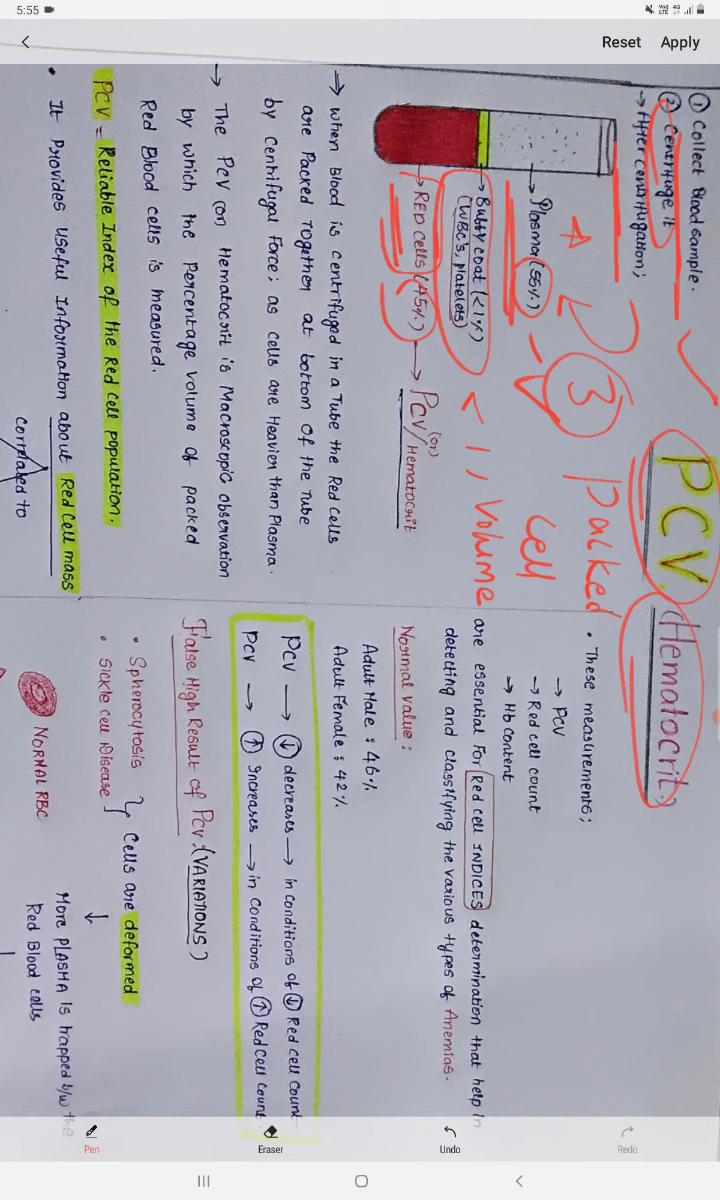 5:55
Reset Apply
PCV. (Hematocrit.)
① Collect Blood sample.
② Centrifuge it
→ After centrifugation;
→ Plasma (55%)
→ Buffy coat (<1%)
(WBC's, platelets)
→ RED cells (45%) → PCV (or) Hematocrit
3
Packed
Cell
< 1, Volume
→ When Blood is centrifuged in a Tube the Red cells
are Packed Together at bottom of the Tube
by Centrifugal Force; as cells are Heavier than Plasma.
→ The PCV (or) Hematocrit is Macroscopic observation
by which the Percentage volume of packed
Red Blood cells is measured.
PCV = Reliable Index of the Red cell population.
• It Provides useful Information about Red cell mass
correlated to
• These measurements;
→ PCV
→ Red cell count
→ Hb content
are essential For Red cell INDICES determination that help in
detecting and classifying the various types of Anemias.
Normal value:
Adult Male : 46%
Adult Female : 42%
PCV → ↓ decreases → in conditions of ↓ Red cell count
PCV → ↑ increases → in conditions of ↑ Red cell count
False High Result of PCV: (VARIATIONS)
• Spherocytosis
• Sickle cell Disease } Cells are deformed
↓
More PLASMA is trapped b/w the
Red Blood cells
NORMAL RBC
Pen Eraser Undo Redo